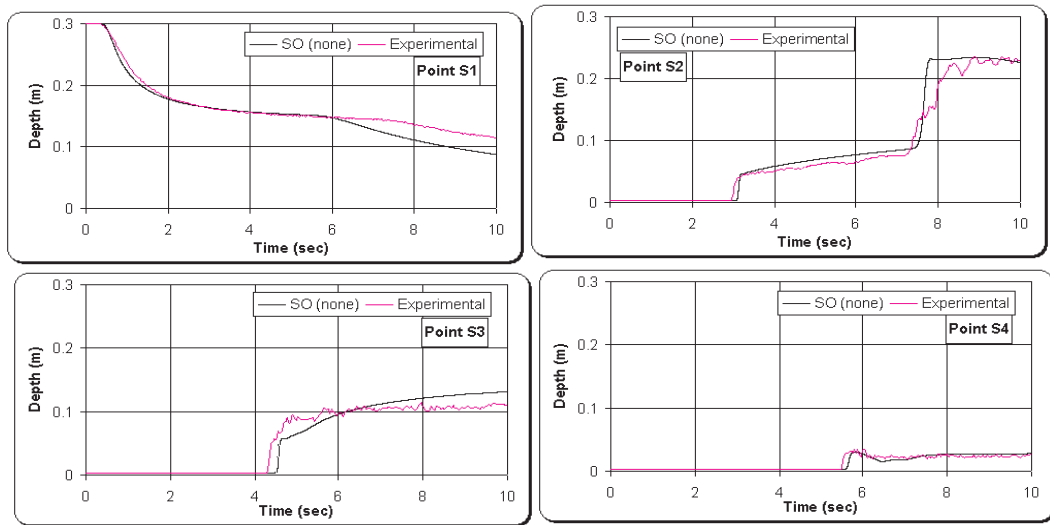 0.3
SO (none) Experimental
Point S1
0.2
Depth (m)
0.1
0
0 2 4 6 8 10
Time (sec)
0.3
SO (none) Experimental
Point S2
0.2
Depth (m)
0.1
0
0 2 4 6 8 10
Time (sec)
0.3
SO (none) Experimental
Point S3
0.2
Depth (m)
0.1
0
0 2 4 6 8 10
Time (sec)
0.3
SO (none) Experimental
Point S4
0.2
Depth (m)
0.1
0
0 2 4 6 8 10
Time (sec)